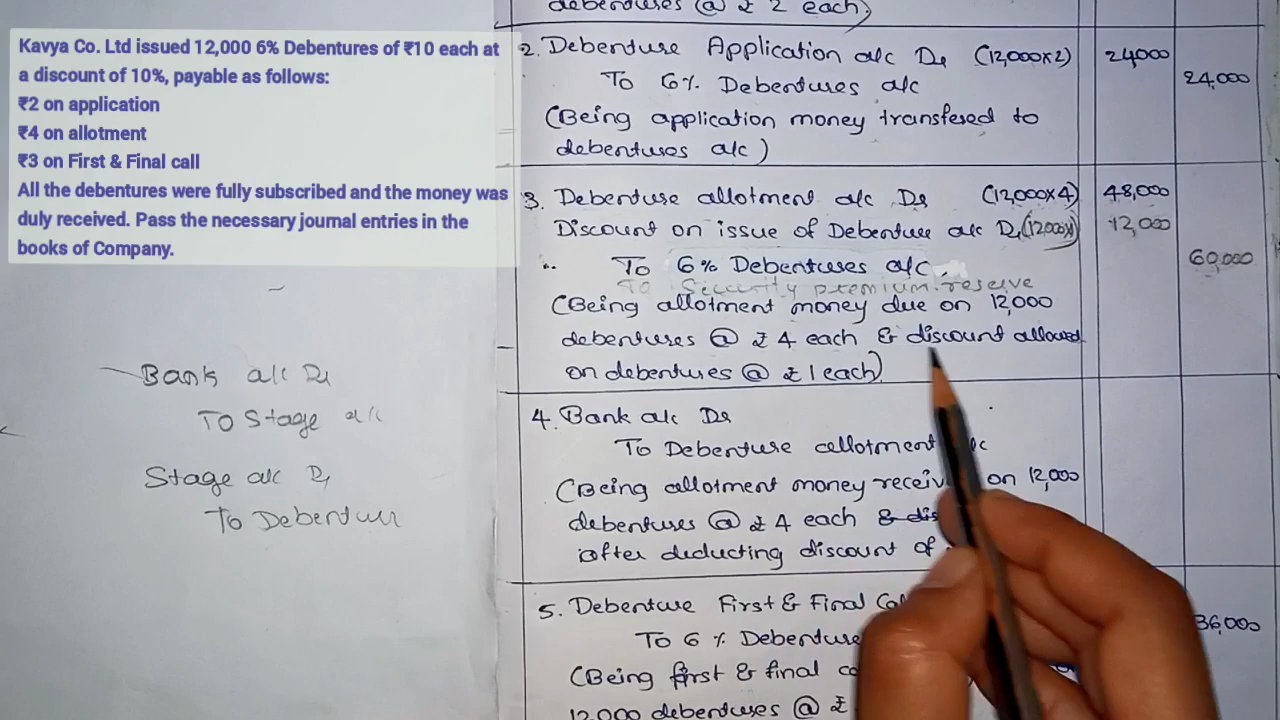 debentures @ ₹ 2 each)
Kavya Co. Ltd issued 12,000 6% Debentures of ₹10 each at
a discount of 10%, payable as follows:
₹2 on application
₹4 on allotment
₹3 on First & Final call
All the debentures were fully subscribed and the money was
duly received. Pass the necessary journal entries in the
books of Company.
Bank a/c Dr
To Stage a/c
Stage a/c Dr
To Debenture
2. Debenture Application a/c Dr (12,000×2) 24000
To 6% Debentures a/c 24,000
(Being application money transfered to
debentures a/c)
3. Debenture allotment a/c Dr (12,000×4) 48,000
Discount on issue of Debenture a/c Dr (12000×1) 12,000
To 6% Debentures a/c 60,000
To Security premium reserve
(Being allotment money due on 12,000
debentures @ ₹ 4 each & discount allowed
on debentures @ ₹ 1 each)
4. Bank a/c Dr
To Debenture allotment
(Being allotment money on 12,000
debentures @ ₹ 4 each
after deducting discount of
5. Debenture First & Final
To 6 % Debenture 36,000
(Being first & final
12,000 debentures @ ₹